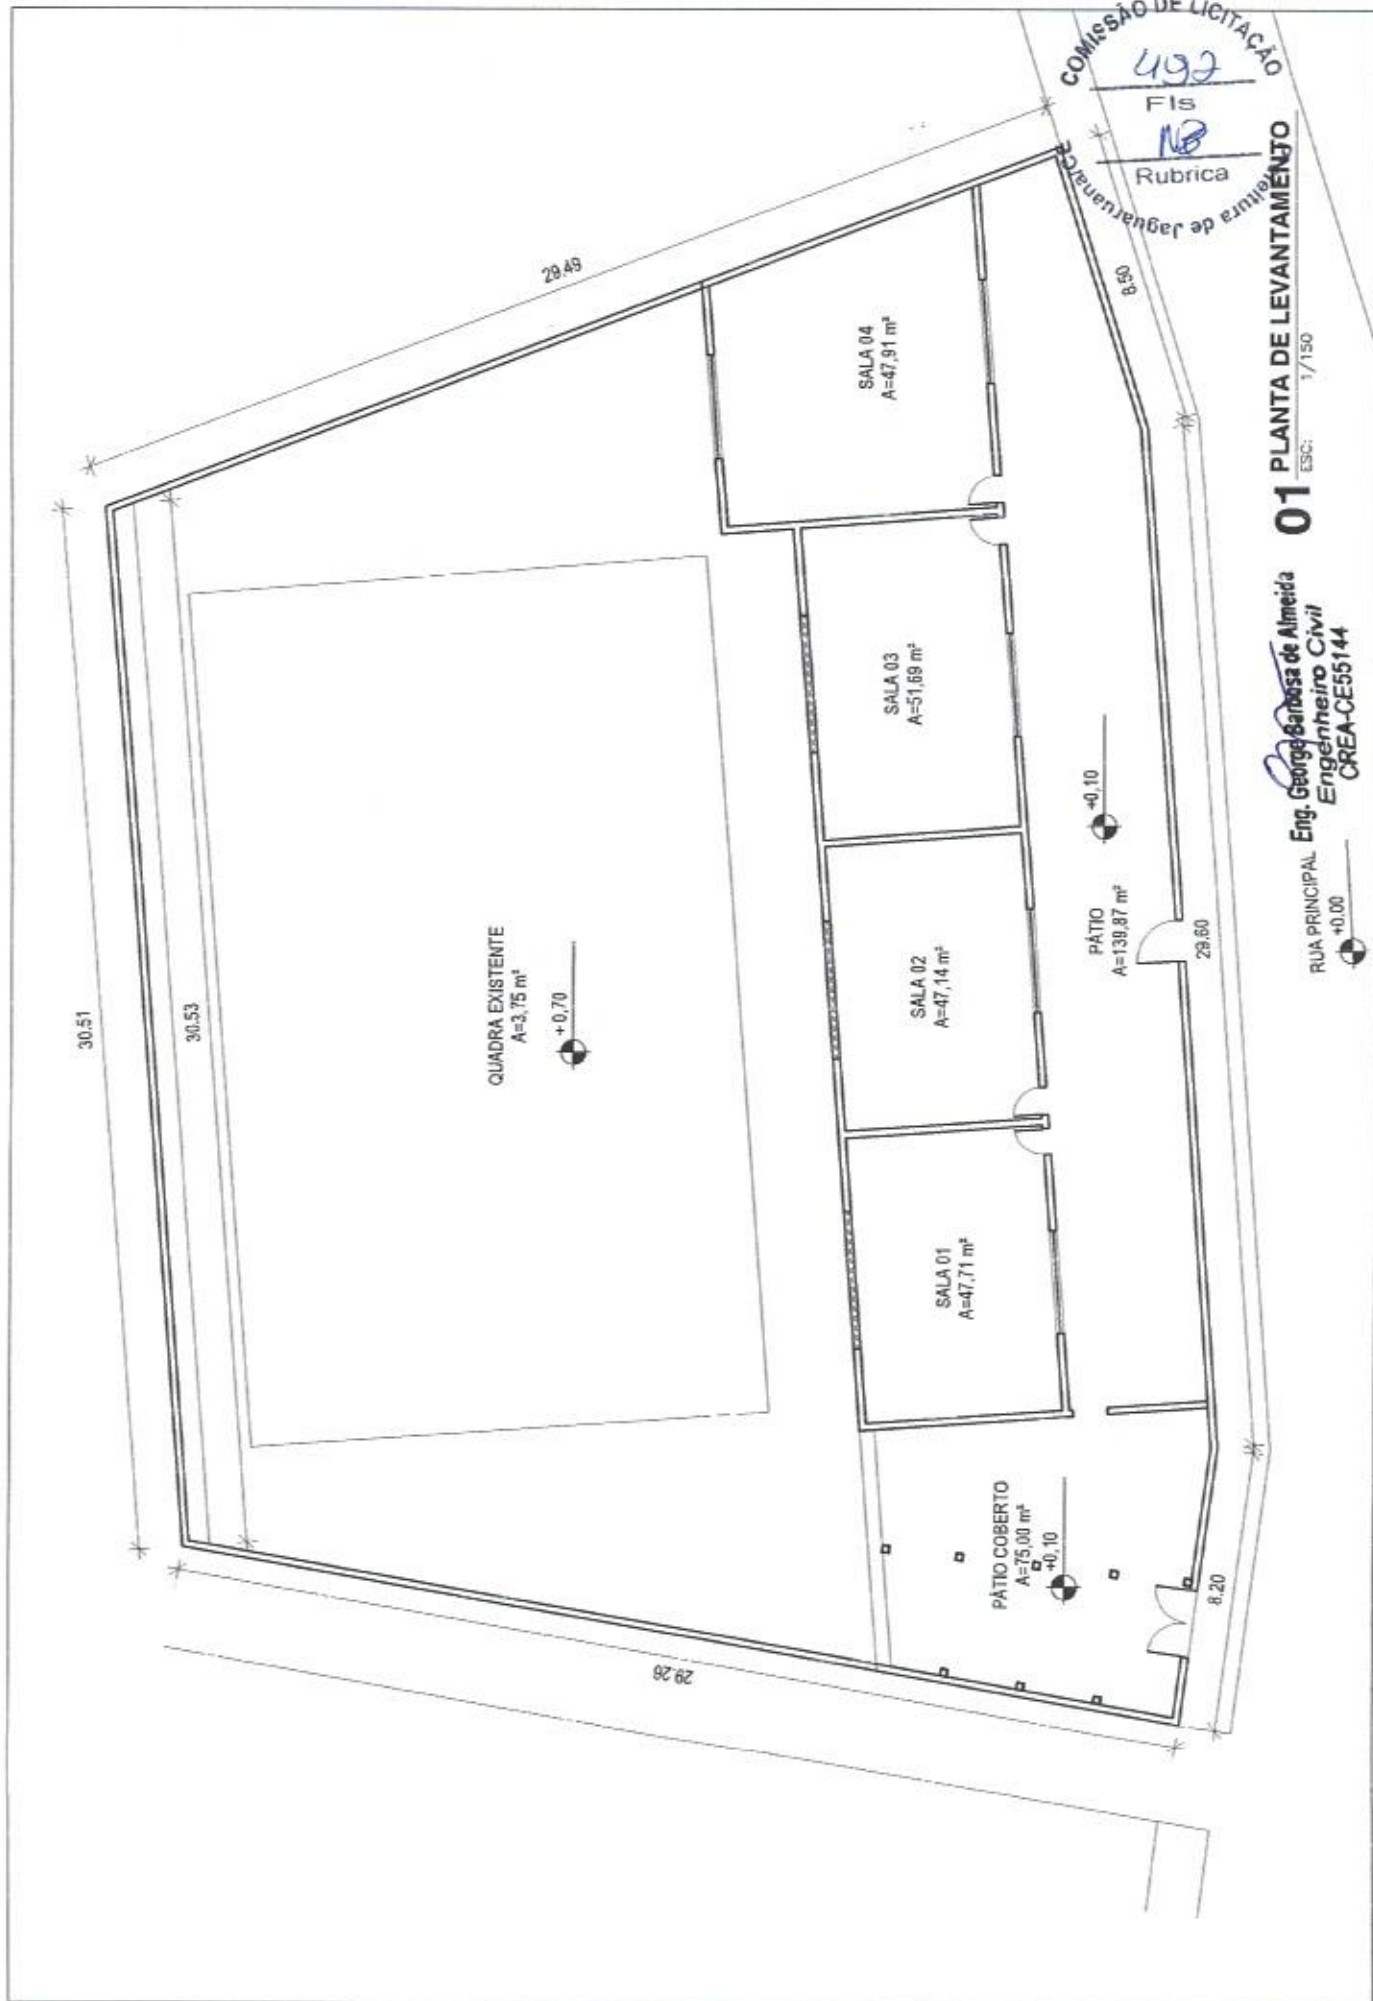 COMISSÃO DE LICITAÇÃO
492
Fls
NB
Rubrica
feitura de Jaguaruana/CE
30.51
30.53
29.49
8.50
29.60
8.20
29.26
QUADRA EXISTENTE
A=3,75 m²
+0,70
SALA 01
A=47,71 m²
SALA 02
A=47,14 m²
SALA 03
A=51,69 m²
SALA 04
A=47,91 m²
PÁTIO COBERTO
A=75,00 m²
+0,10
PÁTIO
A=139,87 m²
+0,10
RUA PRINCIPAL
+0.00
Eng. George Barbosa de Almeida
Engenheiro Civil
CREA-CE55144
01 PLANTA DE LEVANTAMENTO
ESC: 1/150